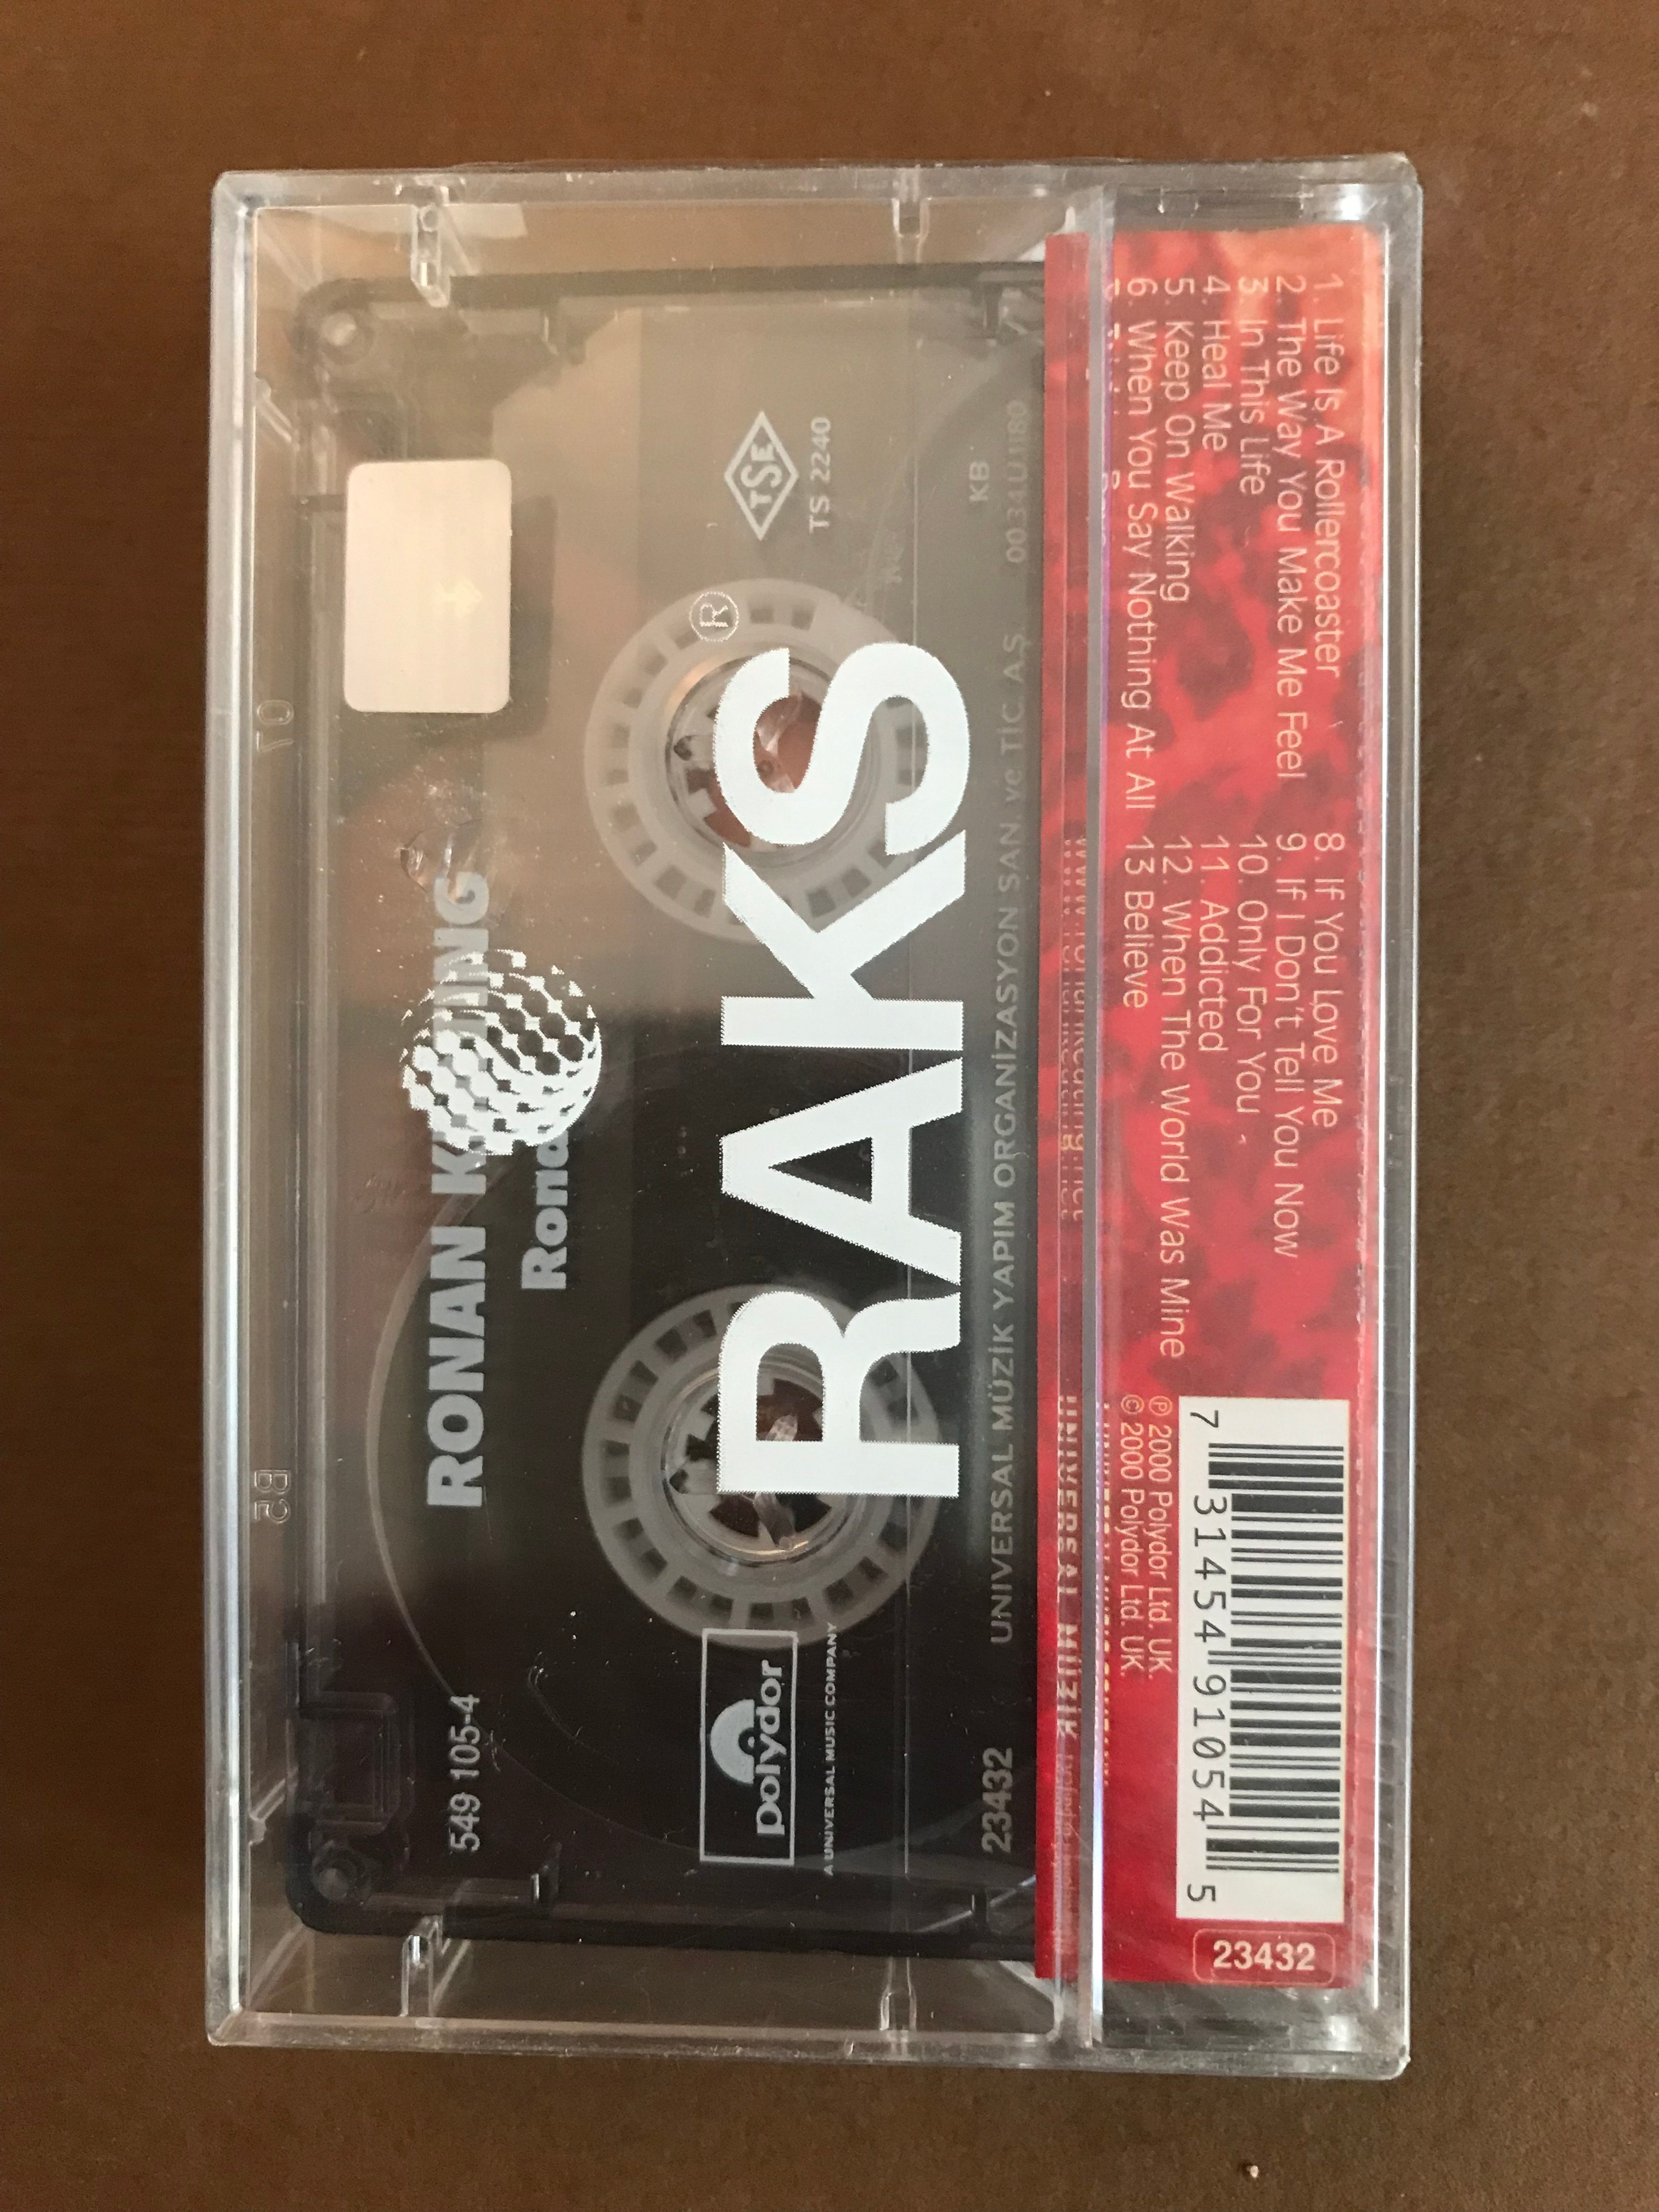 1. Life Is A Rollercoaster
2. The Way You Make Me Feel
3. In This Life
4. Heal Me
5. Keep On Walking
6. When You Say Nothing At All
8. If You Love Me
9. If I Don't Tell You Now
10. Only For You
11. Addicted
12. When The World Was Mine
13 Believe
℗ 2000 Polydor Ltd. UK.
© 2000 Polydor Ltd. UK.
7 31454 91054 5
23432
RONAN K ING
Rona
549 105-4
RAKS®
TSE
TS 2240
polydor
A UNIVERSAL MUSIC COMPANY
KB
UNIVERSAL MÜZİK YAPIM ORGANİZASYON SAN. ve TİC. A.Ş.
23432
B2